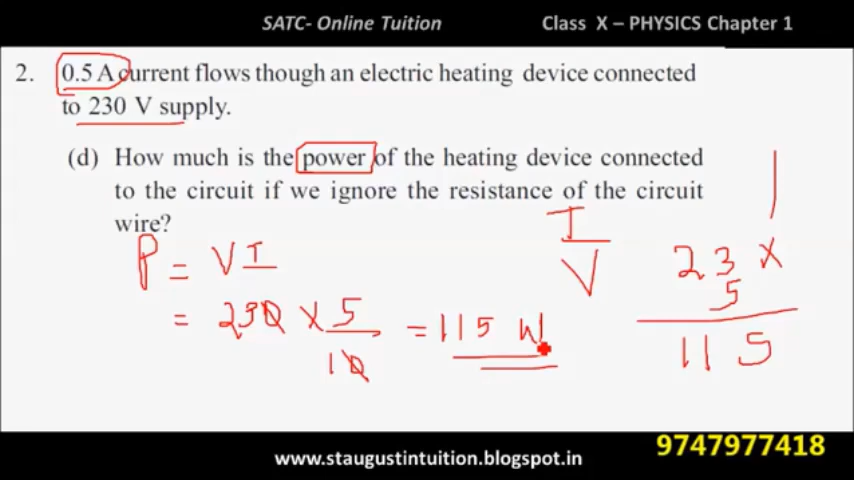 SATC- Online Tuition Class X – PHYSICS Chapter 1
2. 0.5 A current flows though an electric heating device connected
to 230 V supply.
(d) How much is the power of the heating device connected
to the circuit if we ignore the resistance of the circuit
wire?
P = VI
I
V
23 ×
5
115
= 230 × 5/10 = 115 W
9747977418
www.staugustintuition.blogspot.in